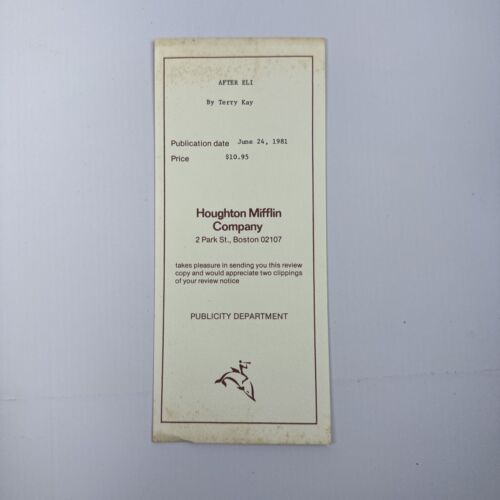 AFTER ELI
By Terry Kay
Publication date June 24, 1981
Price $10.95
Houghton Mifflin
Company
2 Park St., Boston 02107
takes pleasure in sending you this review
copy and would appreciate two clippings
of your review notice
PUBLICITY DEPARTMENT